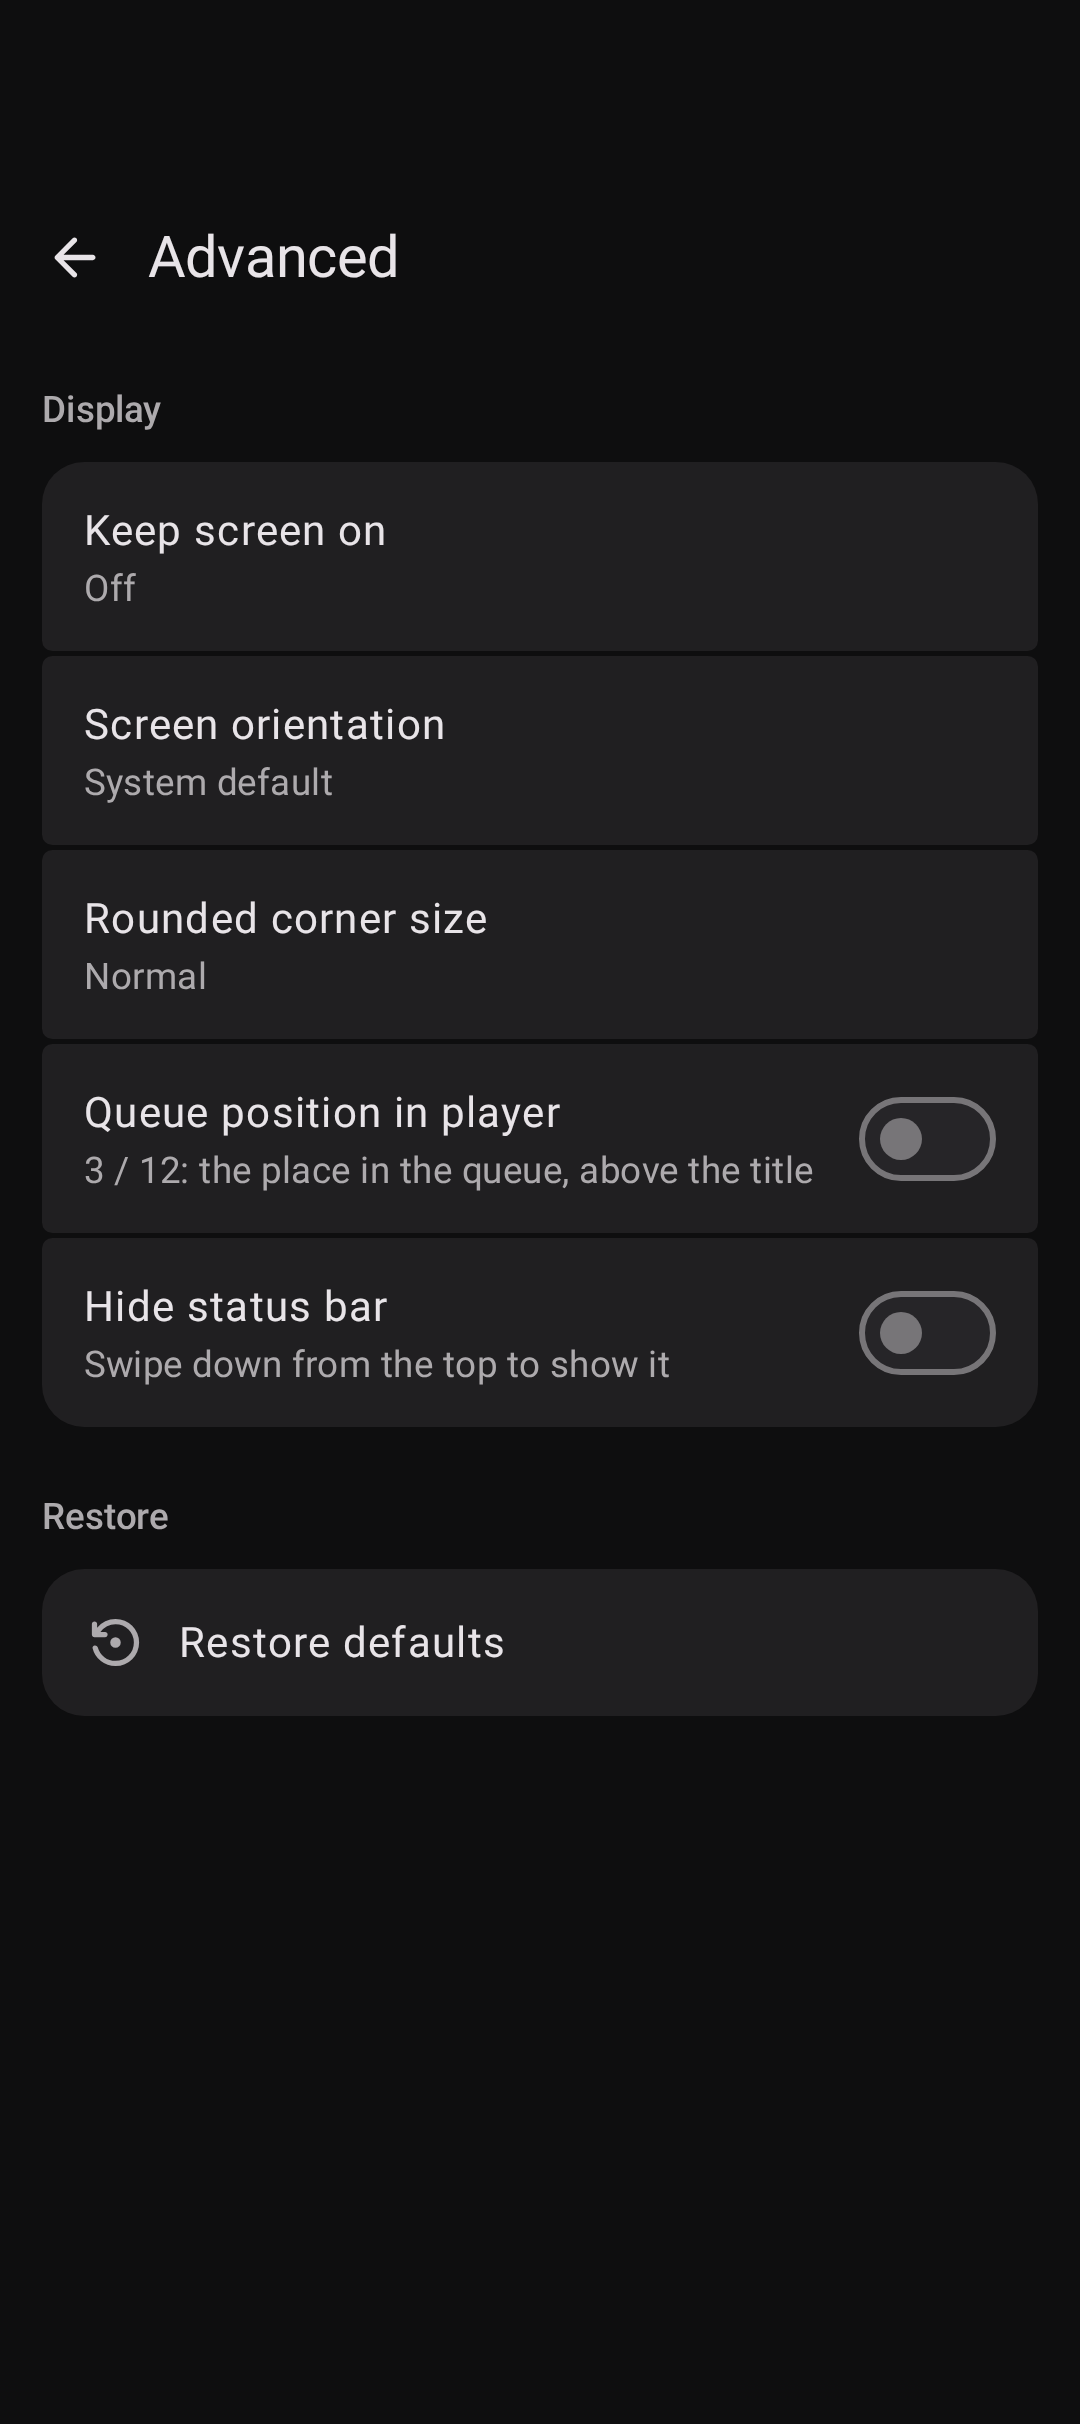 Advanced
Display
Keep screen on
Off
Screen orientation
System default
Rounded corner size
Normal
Queue position in player
3 / 12: the place in the queue, above the title
Hide status bar
Swipe down from the top to show it
Restore
Restore defaults